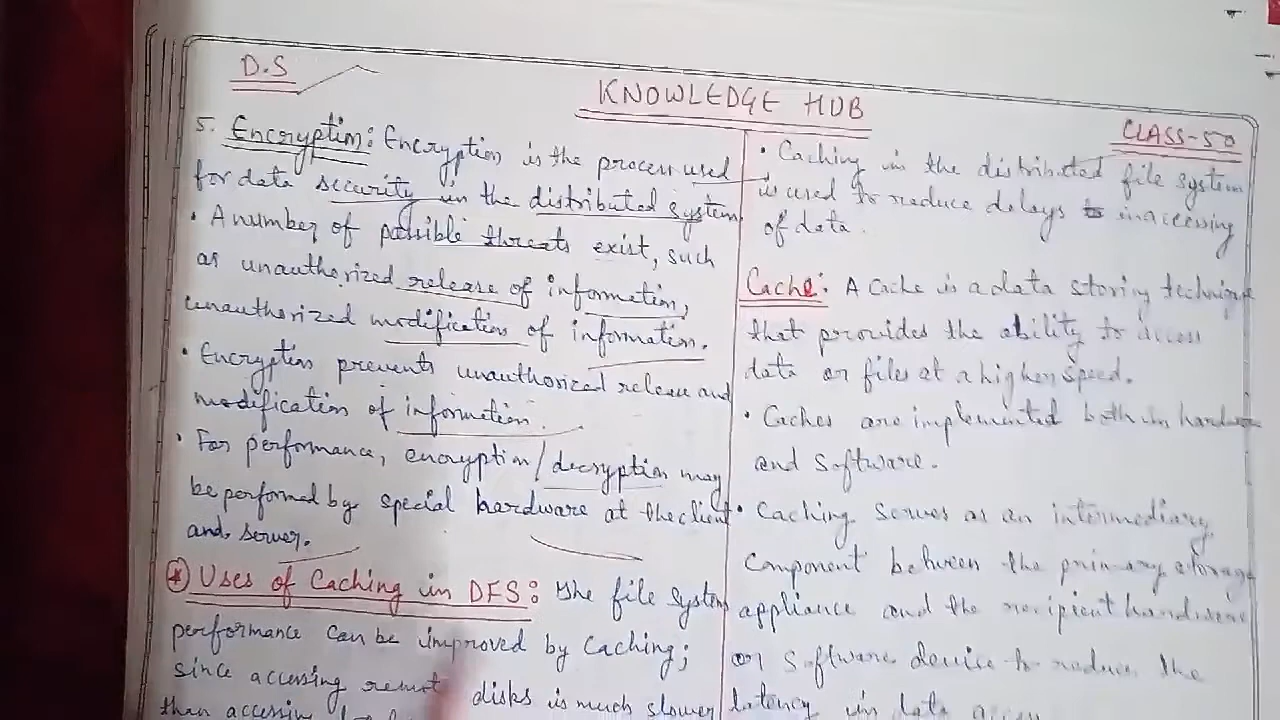 D.S
KNOWLEDGE HUB
CLASS-50
5. Encryption: Encryption is the process used
for data security in the distributed system
• A number of possible threats exist, such
as unauthorized release of information,
unauthorized modification of information.
• Encryption prevents unauthorized release and
modification of information.
• For performance, encryption/decryption may
be performed by special hardware at the client
and server.
* Uses of Caching in DFS: The file system
performance can be improved by caching;
since accessing remote disks is much slower
than accessing
• Caching in the distributed file system
is used to reduce delays in accessing
of data.
Cache: A cache is a data storing technique
that provides the ability to access
data or files at a higher speed.
• Caches are implemented both in hardware
and software.
• Caching serves as an intermediary
component between the primary storage
appliance and the recipient hardware
or software device to reduce the
latency in data access.